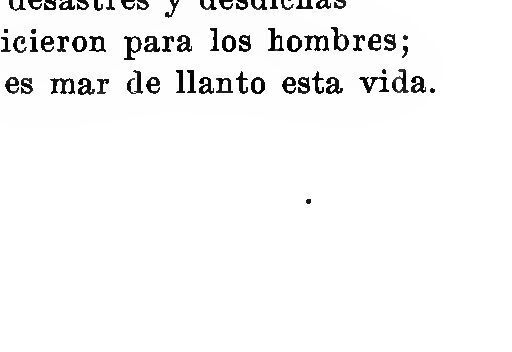 desastres y desdichas
icieron para los hombres;
es mar de llanto esta vida.